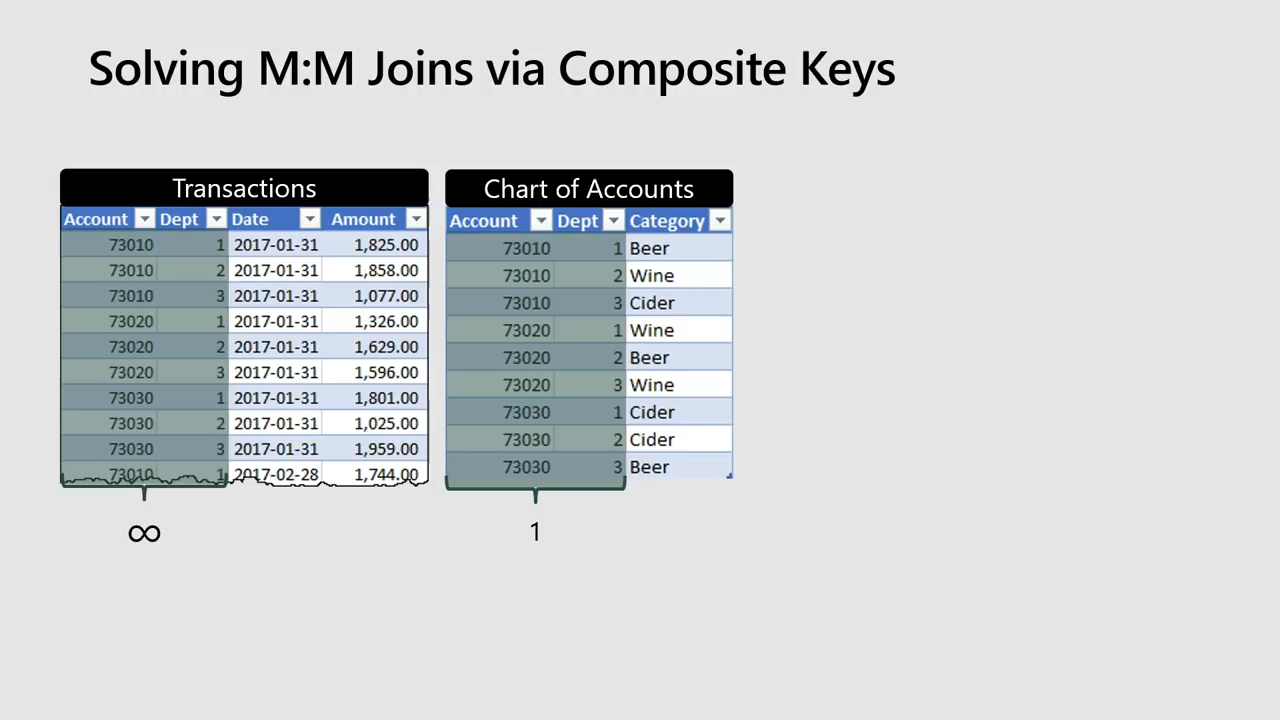 Solving M:M Joins via Composite Keys
Transactions
Account Dept Date Amount
73010 1 2017-01-31 1,825.00
73010 2 2017-01-31 1,858.00
73010 3 2017-01-31 1,077.00
73020 1 2017-01-31 1,326.00
73020 2 2017-01-31 1,629.00
73020 3 2017-01-31 1,596.00
73030 1 2017-01-31 1,801.00
73030 2 2017-01-31 1,025.00
73030 3 2017-01-31 1,959.00
73010 1 2017-02-28 1,744.00
∞
Chart of Accounts
Account Dept Category
73010 1 Beer
73010 2 Wine
73010 3 Cider
73020 1 Wine
73020 2 Beer
73020 3 Wine
73030 1 Cider
73030 2 Cider
73030 3 Beer
1